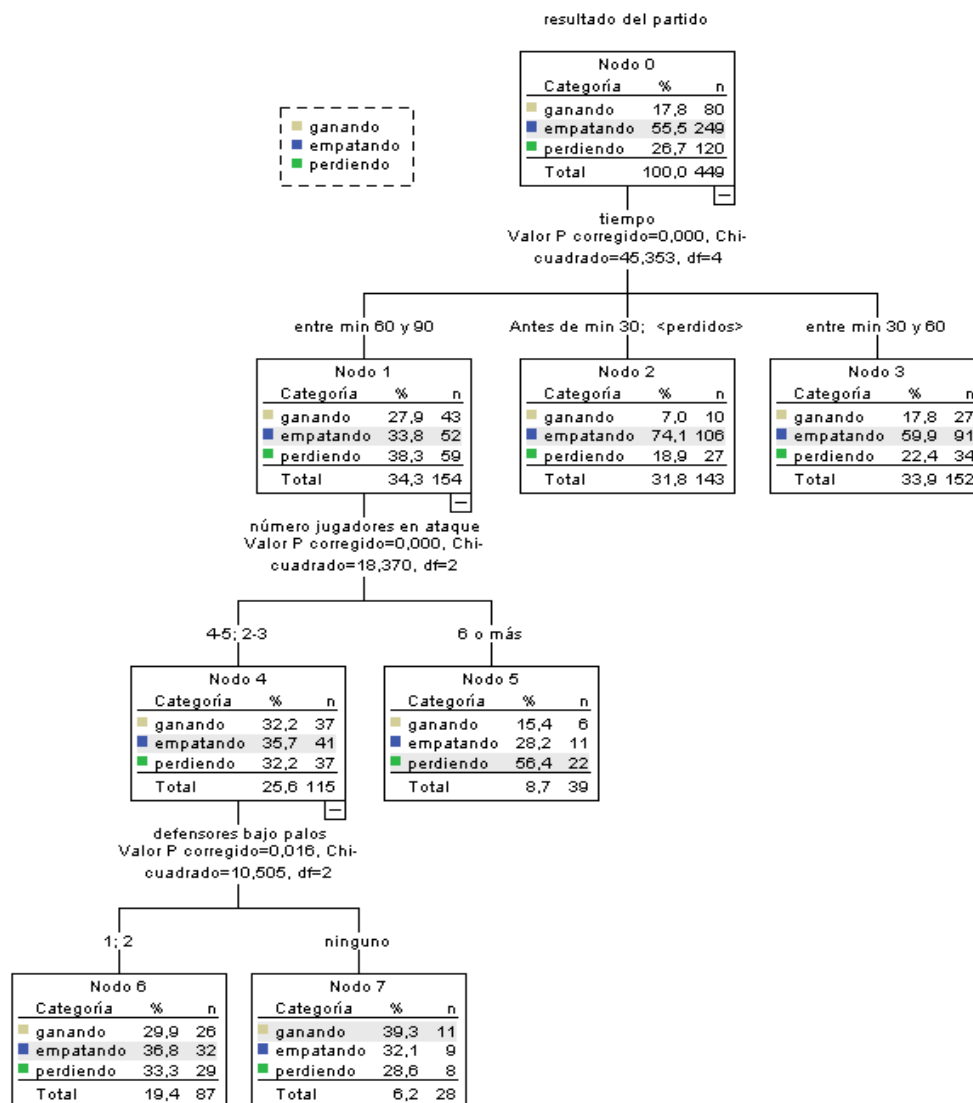 resultado del partido
ganando
empatando
perdiendo
Nodo 0
Categoría % n
ganando 17,8 80
empatando 55,5 249
perdiendo 26,7 120
Total 100,0 449
tiempo
Valor P corregido=0,000, Chi-
cuadrado=45,353, df=4
entre min 60 y 90
Antes de min 30; <perdidos>
entre min 30 y 60
Nodo 1
Categoría % n
ganando 27,9 43
empatando 33,8 52
perdiendo 38,3 59
Total 34,3 154
Nodo 2
Categoría % n
ganando 7,0 10
empatando 74,1 106
perdiendo 18,9 27
Total 31,8 143
Nodo 3
Categoría % n
ganando 17,8 27
empatando 59,9 91
perdiendo 22,4 34
Total 33,9 152
número jugadores en ataque
Valor P corregido=0,000, Chi-
cuadrado=18,370, df=2
4-5; 2-3
6 o más
Nodo 4
Categoría % n
ganando 32,2 37
empatando 35,7 41
perdiendo 32,2 37
Total 25,6 115
Nodo 5
Categoría % n
ganando 15,4 6
empatando 28,2 11
perdiendo 56,4 22
Total 8,7 39
defensores bajo palos
Valor P corregido=0,016, Chi-
cuadrado=10,505, df=2
1; 2
ninguno
Nodo 6
Categoría % n
ganando 29,9 26
empatando 36,8 32
perdiendo 33,3 29
Total 19,4 87
Nodo 7
Categoría % n
ganando 39,3 11
empatando 32,1 9
perdiendo 28,6 8
Total 6,2 28